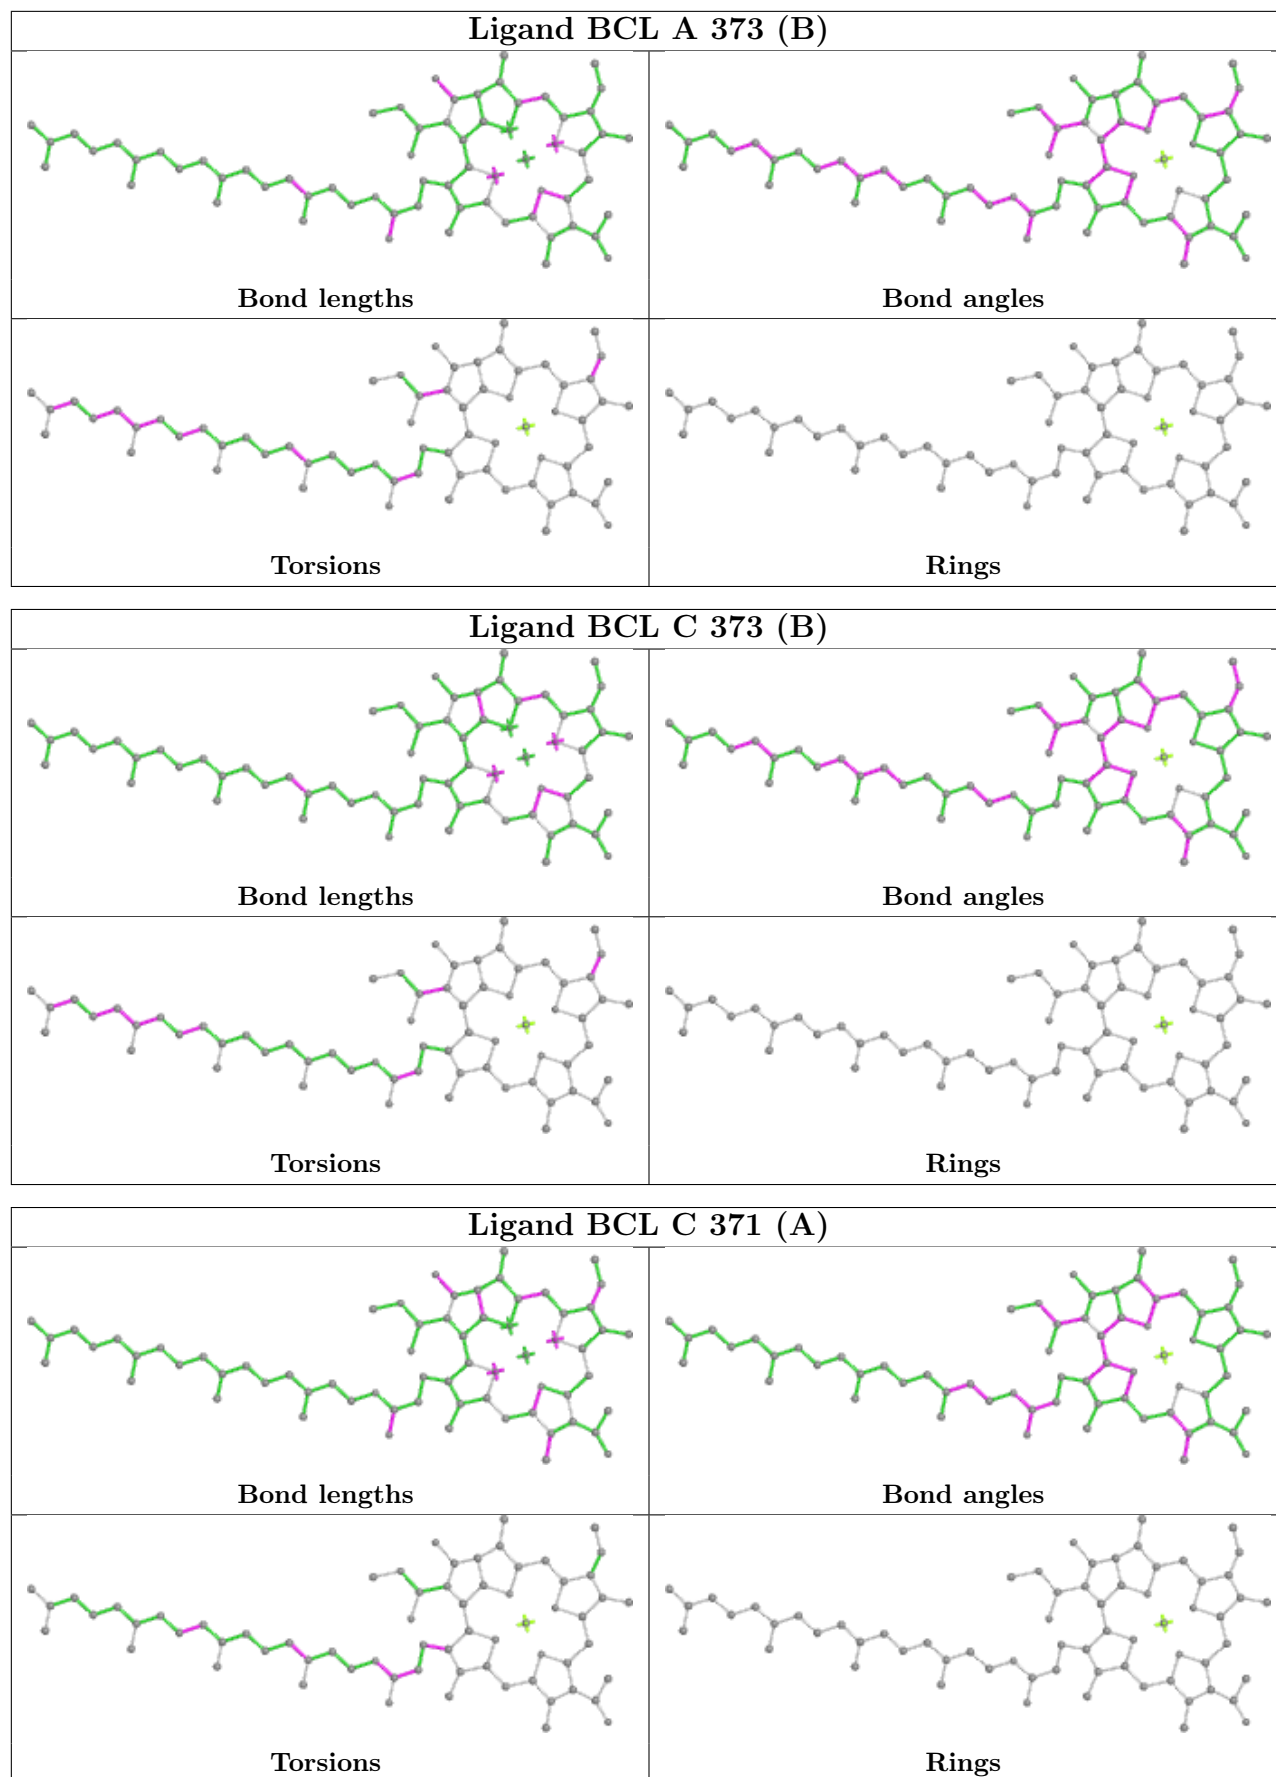 Ligand BCL A 373 (B)
Bond lengths
Bond angles
Torsions
Rings
Ligand BCL C 373 (B)
Bond lengths
Bond angles
Torsions
Rings
Ligand BCL C 371 (A)
Bond lengths
Bond angles
Torsions
Rings